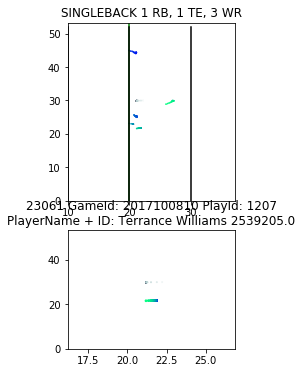 SINGLEBACK 1 RB, 1 TE, 3 WR
50
40
30
20
10
0
10 20 30
23061 GameId: 2017100810 PlayId: 1207
PlayerName + ID: Terrance Williams 2539205.0
40
20
0
17.5 20.0 22.5 25.0